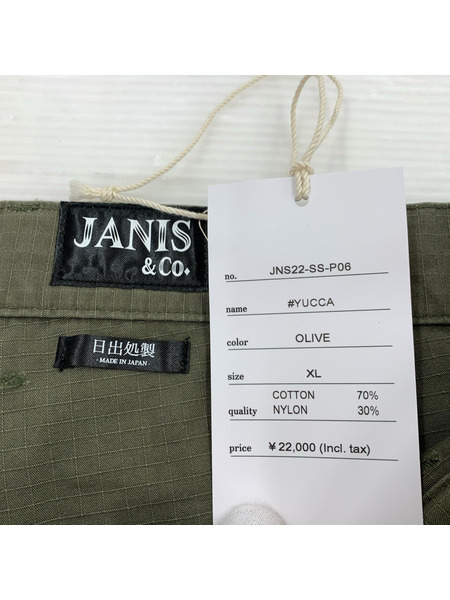 JANIS
& Co.
日出処製
· MADE IN JAPAN ·
no. JNS22-SS-P06
name #YUCCA
color OLIVE
size XL
COTTON 70%
quality NYLON 30%
price ¥22,000 (Incl. tax)